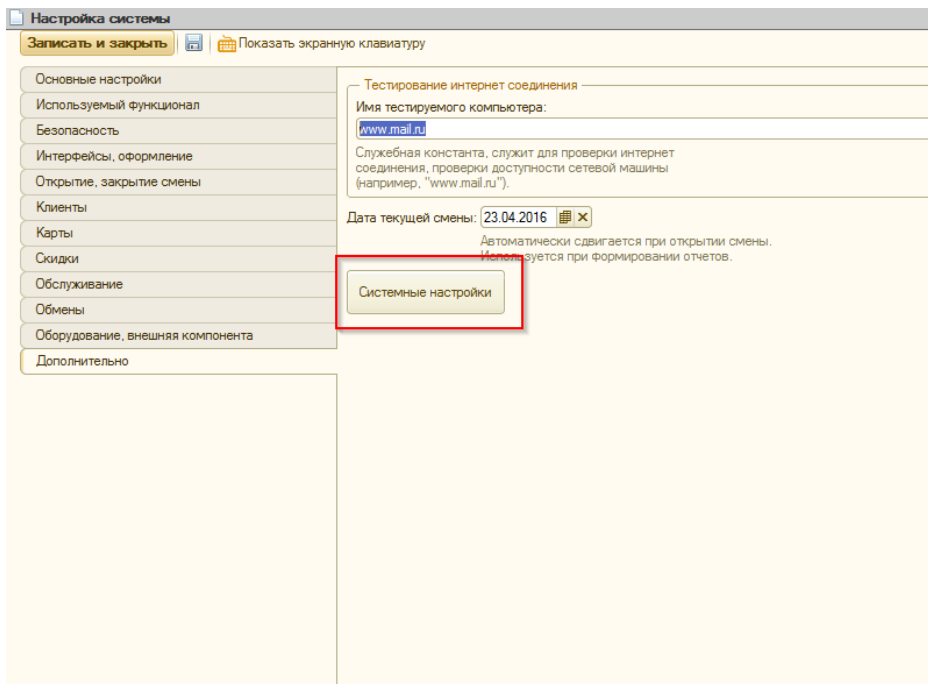 Настройка системы
Записать и закрыть
Показать экранную клавиатуру
Основные настройки
Используемый функционал
Безопасность
Интерфейсы, оформление
Открытие, закрытие смены
Клиенты
Карты
Скидки
Обслуживание
Обмены
Оборудование, внешняя компонента
Дополнительно
Тестирование интернет соединения
Имя тестируемого компьютера:
www.mail.ru
Служебная константа, служит для проверки интернет
соединения, проверки доступности сетевой машины
(например, "www.mail.ru").
Дата текущей смены: 23.04.2016
Автоматически сдвигается при открытии смены.
Используется при формировании отчетов.
Системные настройки